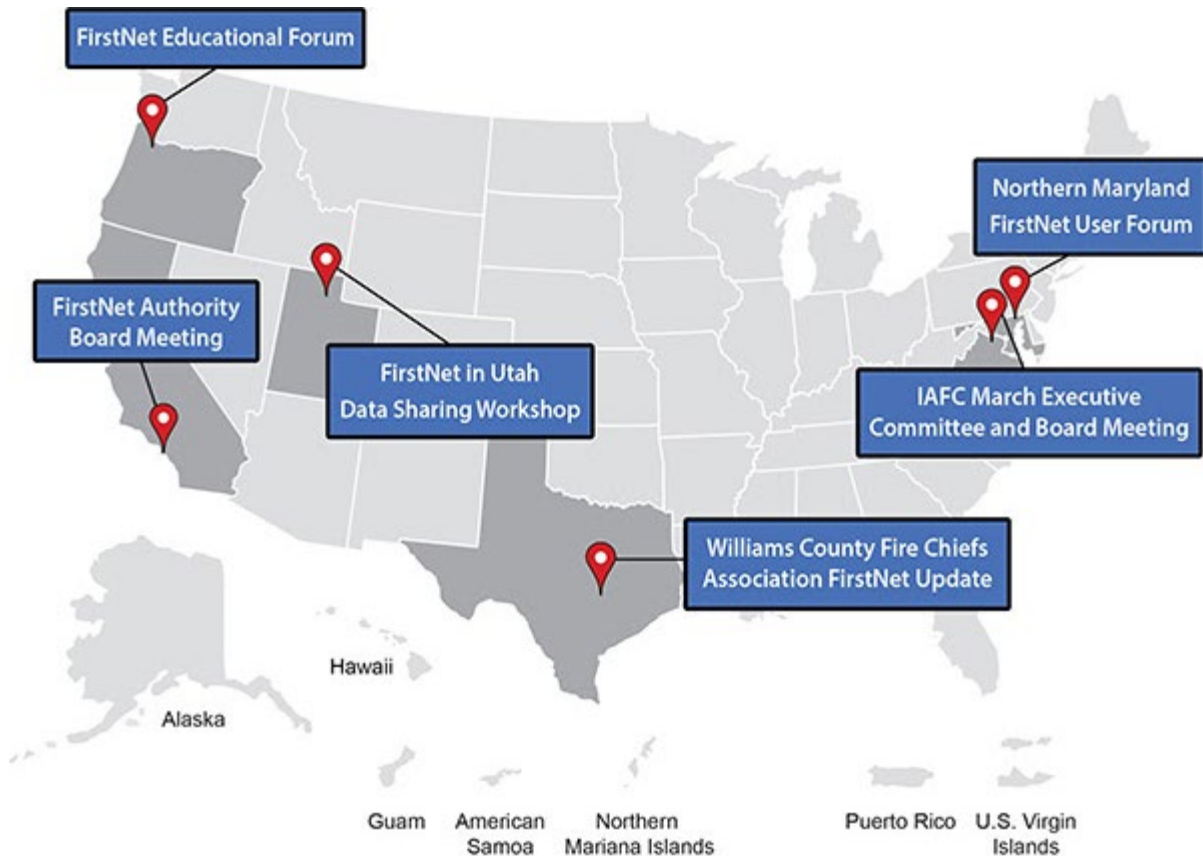 FirstNet Educational Forum
Northern Maryland
FirstNet User Forum
FirstNet Authority
Board Meeting
FirstNet in Utah
Data Sharing Workshop
IAFC March Executive
Committee and Board Meeting
Williams County Fire Chiefs
Association FirstNet Update
Hawaii
Alaska
Guam
American
Samoa
Northern
Mariana Islands
Puerto Rico
U.S. Virgin
Islands